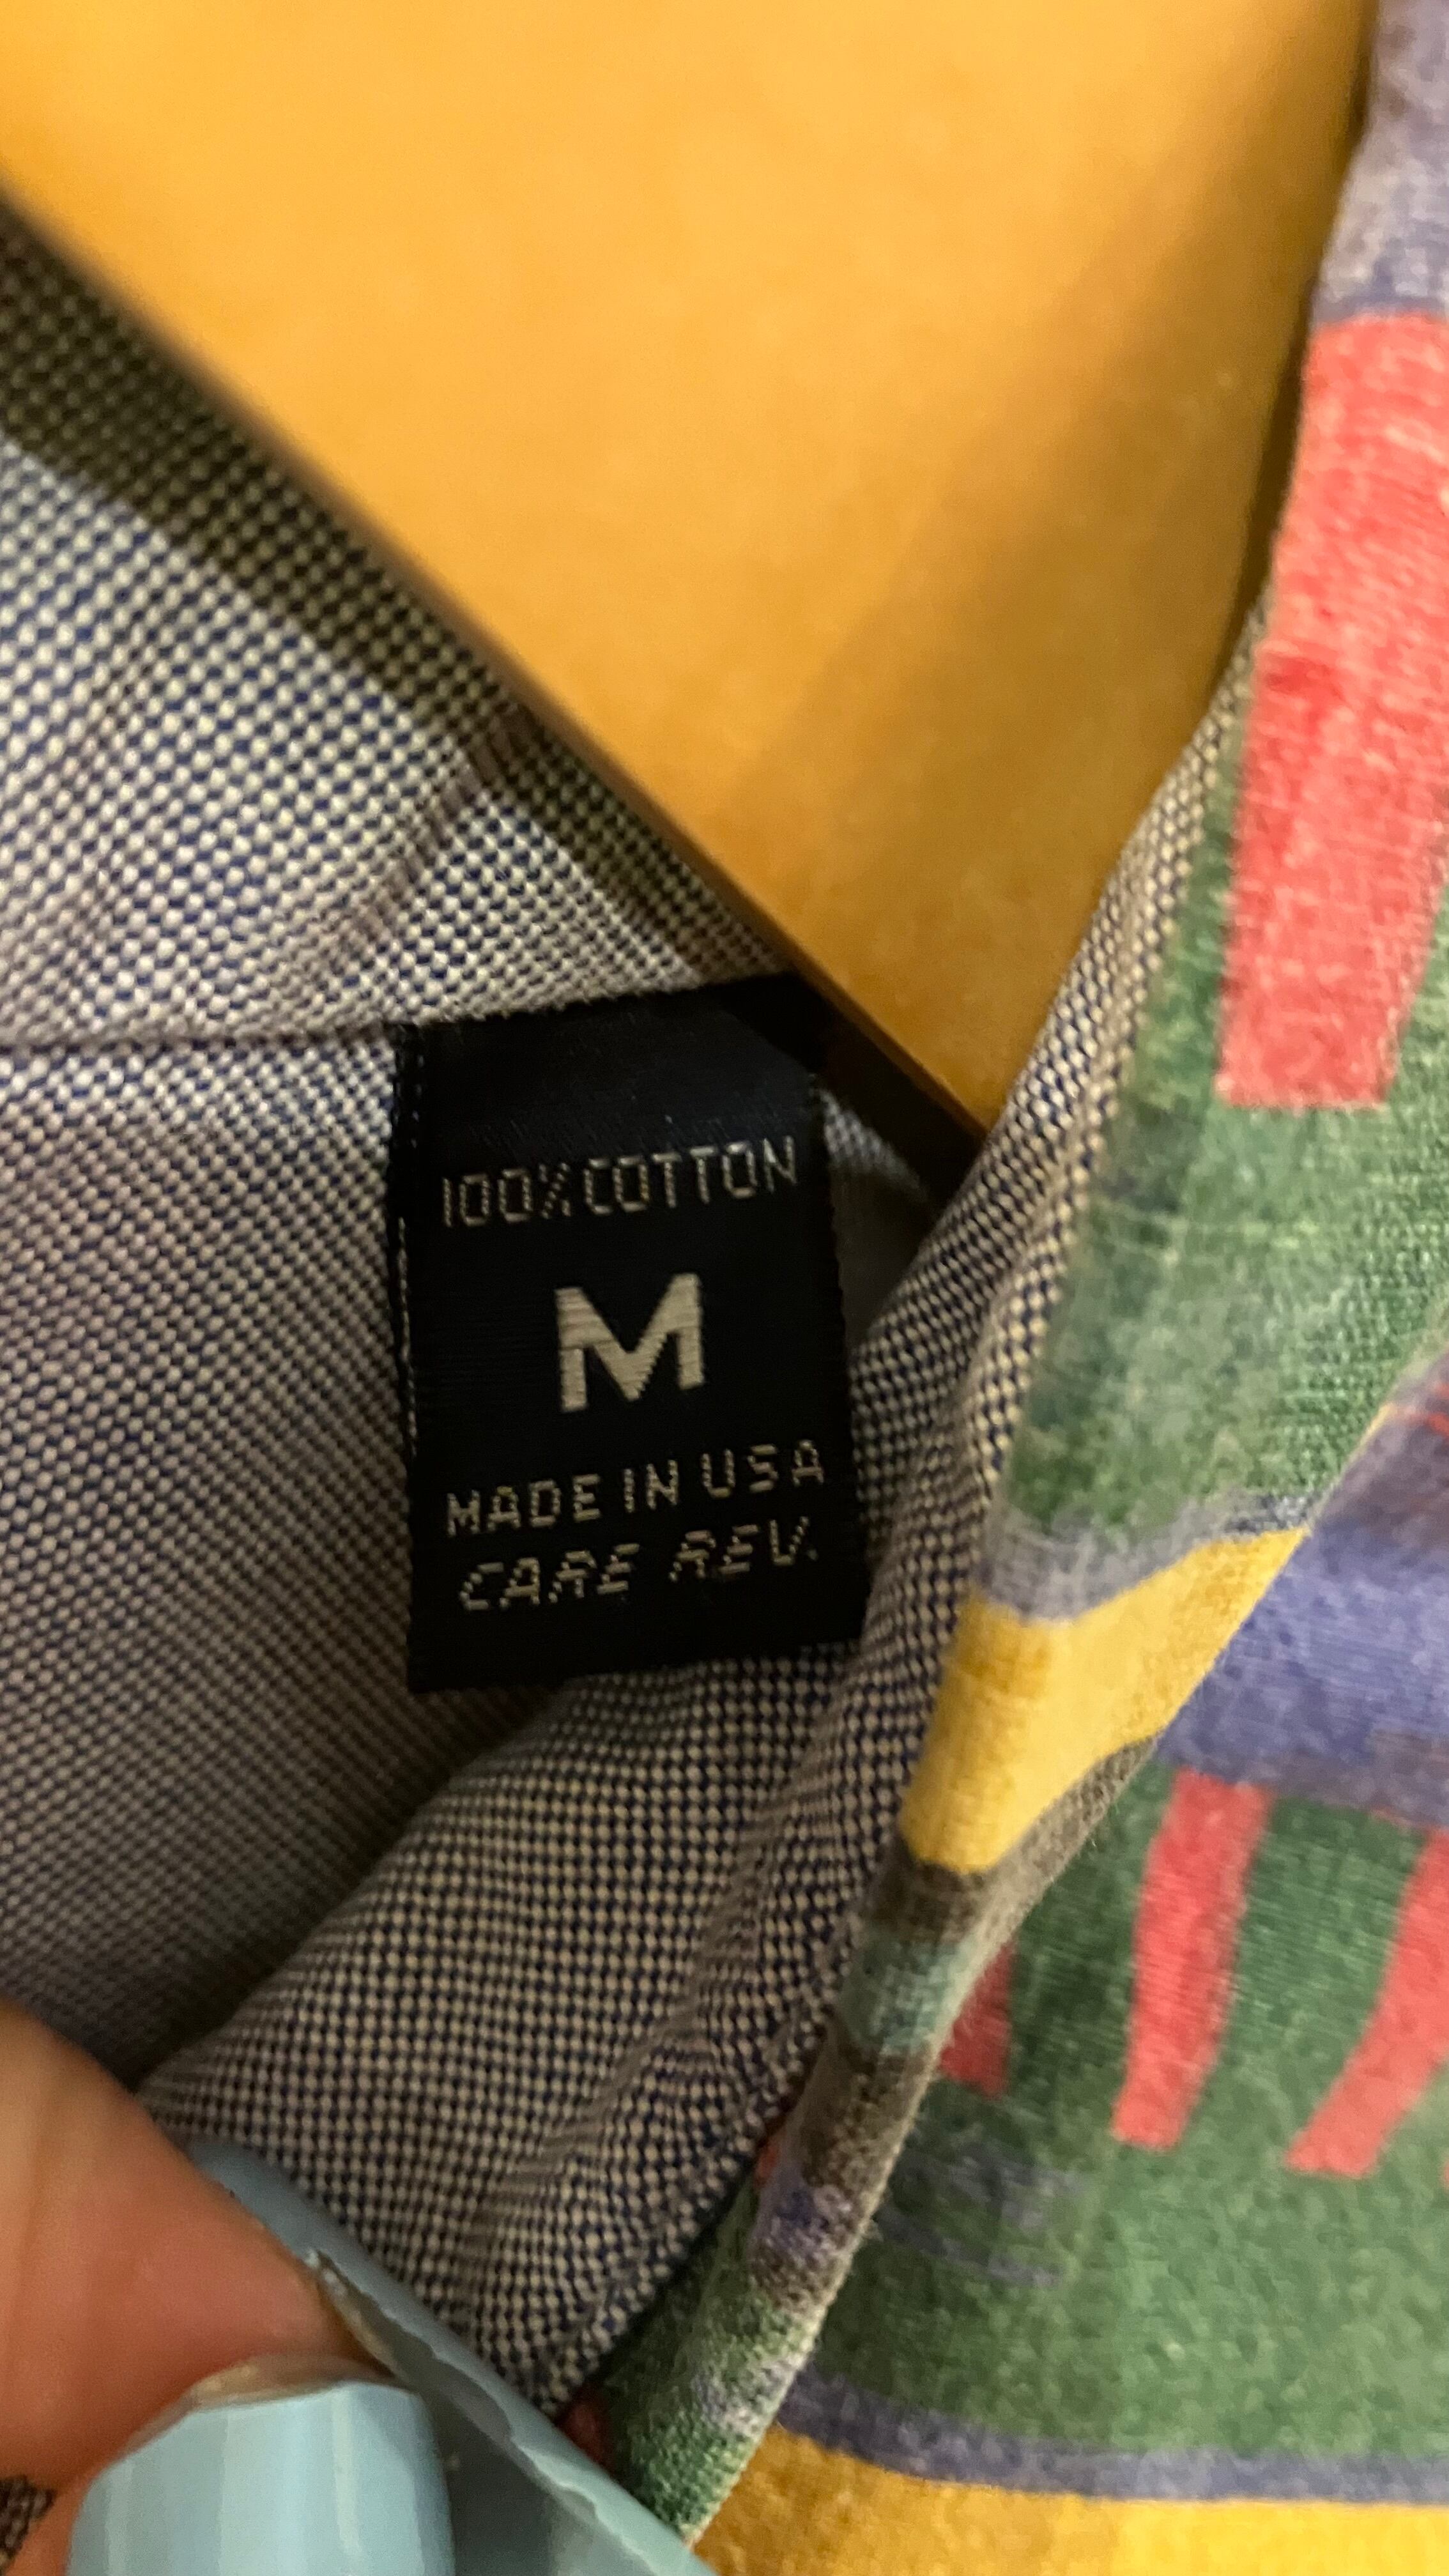 100% COTTON
M
MADE IN USA
CARE REV.